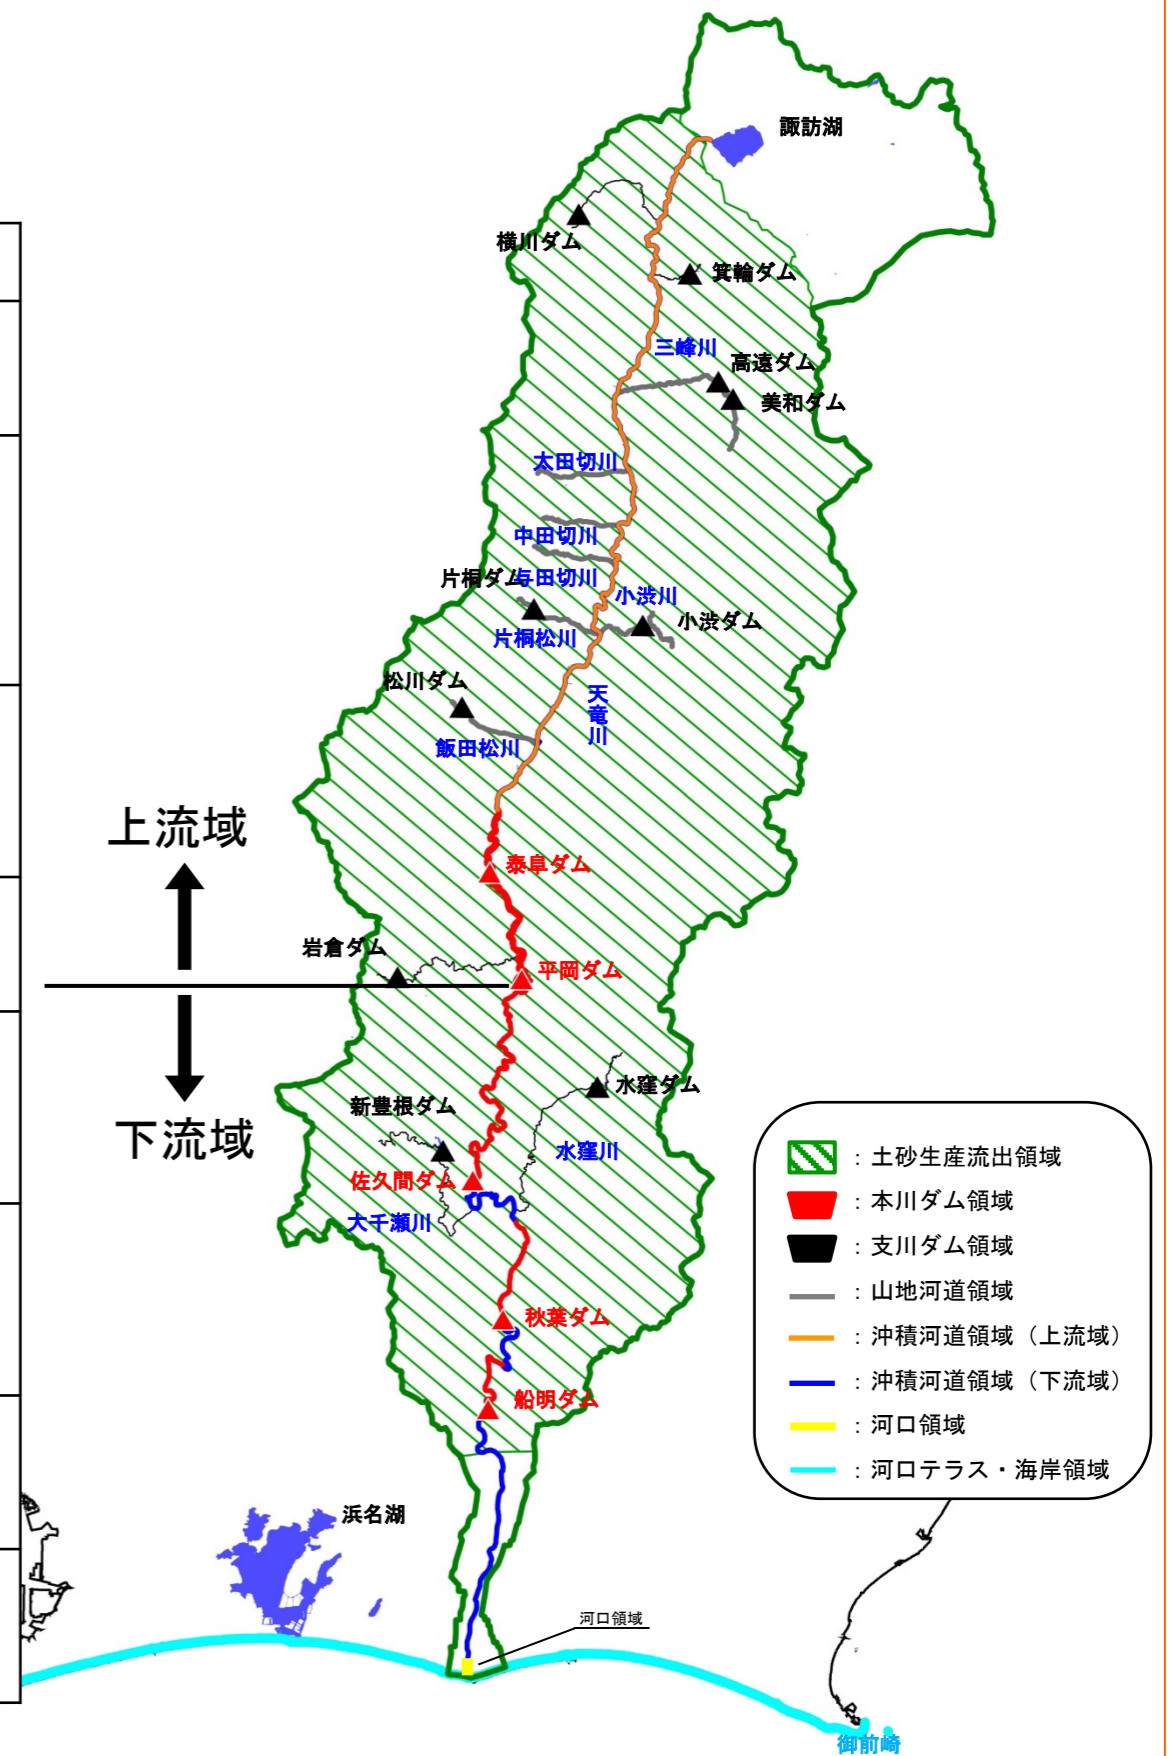 諏訪湖
横川ダム
箕輪ダム
三峰川
高遠ダム
美和ダム
太田切川
中田切川
片桐ダム
与田切川
小渋川
小渋ダム
片桐松川
松川ダム
天竜川
飯田松川
上流域
泰阜ダム
岩倉ダム
平岡ダム
水窪ダム
新豊根ダム
下流域
水窪川
佐久間ダム
大千瀬川
秋葉ダム
船明ダム
：土砂生産流出領域
：本川ダム領域
：支川ダム領域
：山地河道領域
：沖積河道領域（上流域）
：沖積河道領域（下流域）
：河口領域
：河口テラス・海岸領域
浜名湖
河口領域
御前崎